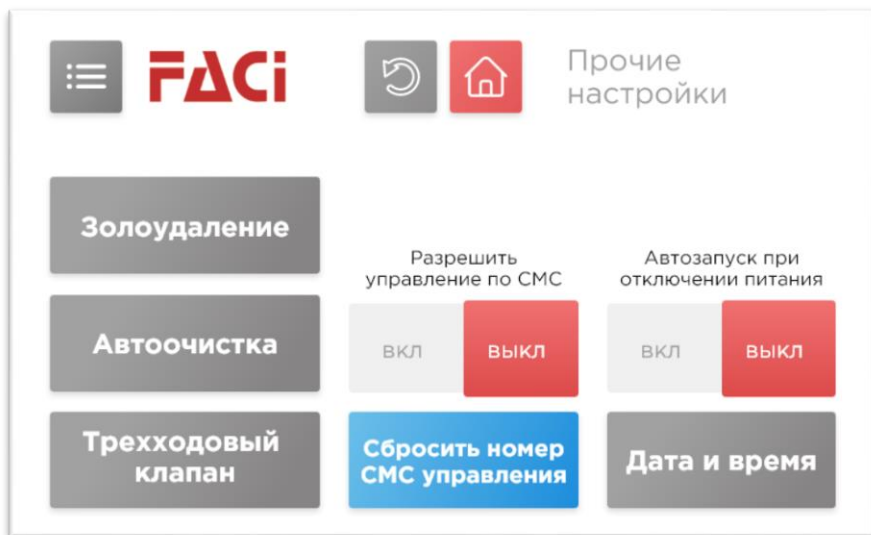 FACi
Прочие
настройки
Золоудаление
Разрешить
управление по СМС
Автозапуск при
отключении питания
Автоочистка
ВКЛ
ВЫКЛ
ВКЛ
ВЫКЛ
Трехходовый
клапан
Сбросить номер
СМС управления
Дата и время